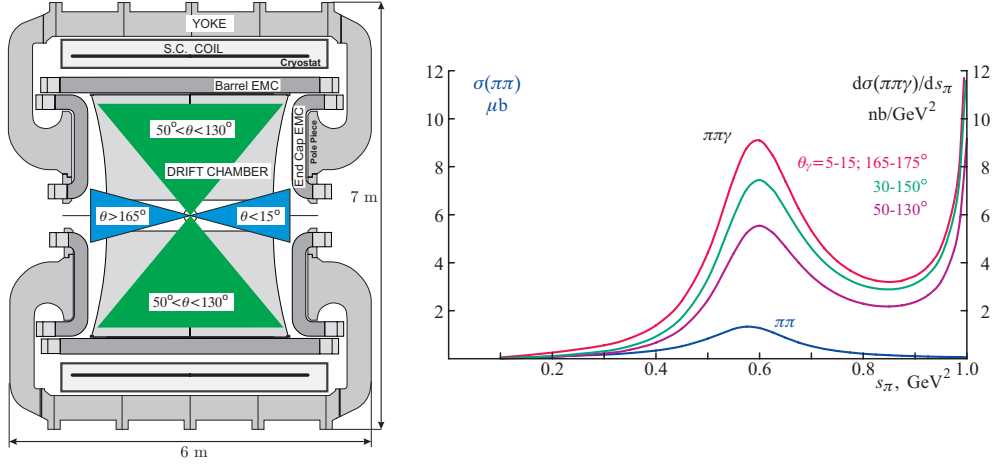 YOKE
S.C. COIL
Cryostat
Barrel EMC
50°<θ<130°
End Cap EMC
Pole Piece
DRIFT CHAMBER
7 m
θ>165°
θ<15°
50°<θ<130°
6 m
12
10
8
6
4
2
σ(ππ)
μb
ππγ
dσ(ππγ)/dsπ
nb/GeV²
θγ=5-15; 165-175°
30-150°
50-130°
ππ
12
10
8
6
4
2
0.2 0.4 0.6 0.8 1.0
sπ, GeV²